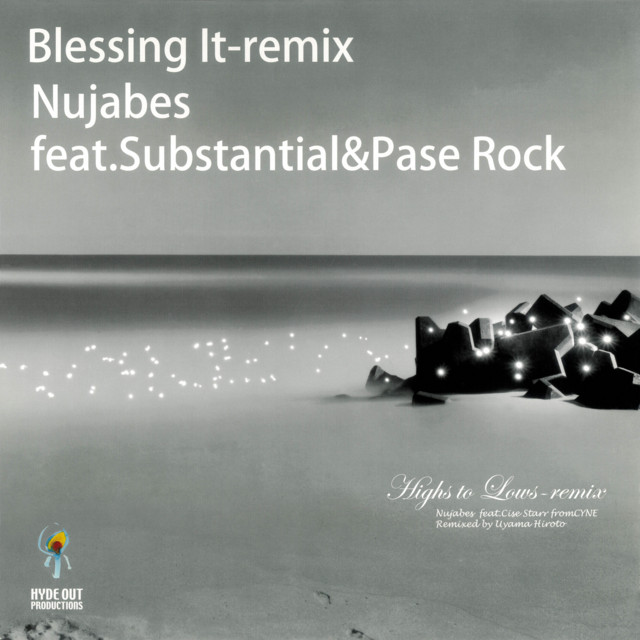 Blessing It-remix
Nujabes
feat.Substantial&Pase Rock
Highs to Lows-remix
Nujabes feat.Cise Starr fromCYNE
Remixed by Uyama Hiroto
HYDE OUT
PRODUCTIONS